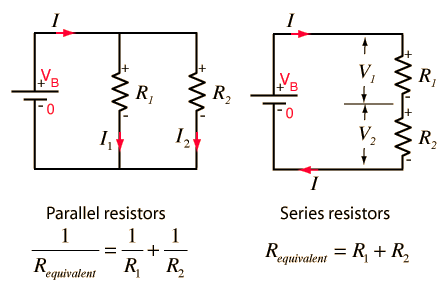 I
V_B
+
-
0
+
R_1
-
I_1
+
R_2
-
I_2
Parallel resistors
1/R_equivalent = 1/R_1 + 1/R_2
I
V_B
+
-
0
V_1
+
R_1
-
V_2
+
R_2
-
I
Series resistors
R_equivalent = R_1 + R_2